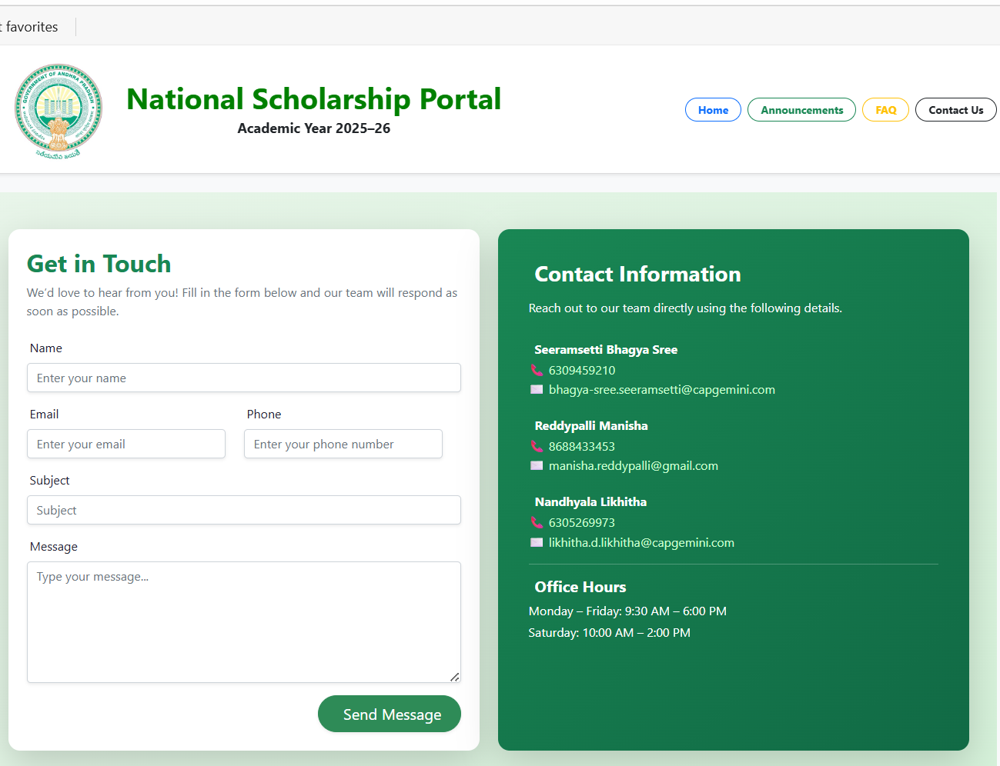 t favorites
GOVERNMENT OF ANDHRA PRADESH
National Scholarship Portal
Academic Year 2025–26
Home
Announcements
FAQ
Contact Us
Get in Touch
We’d love to hear from you! Fill in the form below and our team will respond as
soon as possible.
Name
Enter your name
Email
Phone
Enter your email
Enter your phone number
Subject
Subject
Message
Type your message...
Send Message
Contact Information
Reach out to our team directly using the following details.
Seeramsetti Bhagya Sree
6309459210
bhagya-sree.seeramsetti@capgemini.com
Reddypalli Manisha
8688433453
manisha.reddypalli@gmail.com
Nandhyala Likhitha
6305269973
likhitha.d.likhitha@capgemini.com
Office Hours
Monday – Friday: 9:30 AM – 6:00 PM
Saturday: 10:00 AM – 2:00 PM